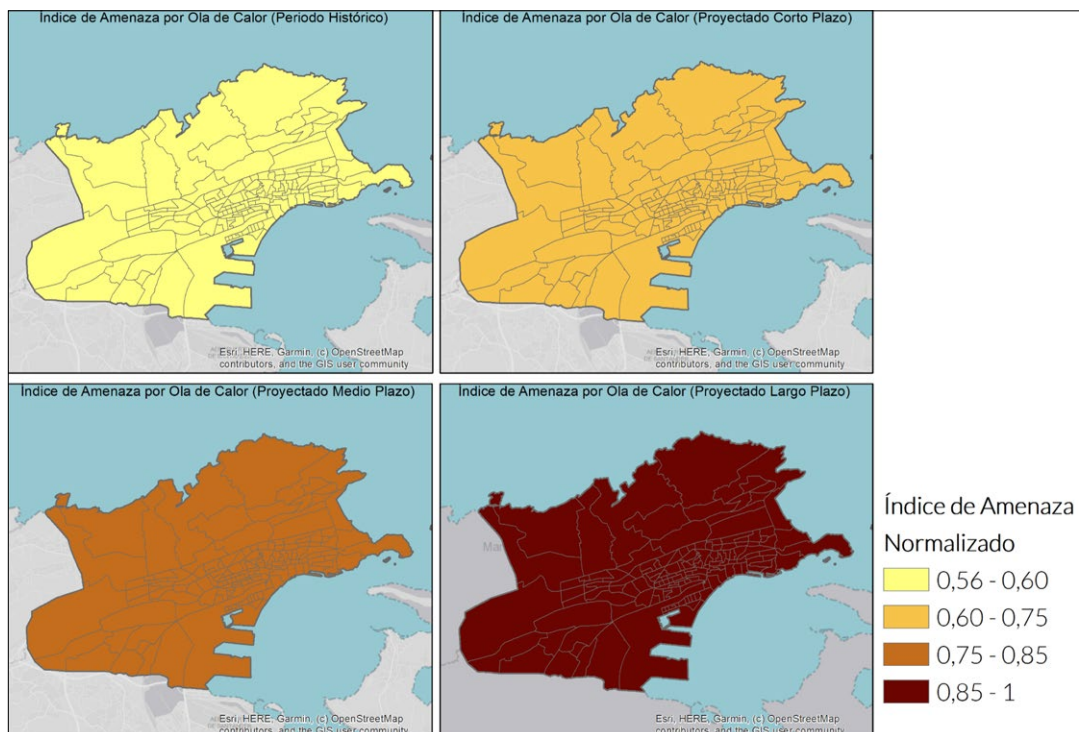 Índice de Amenaza por Ola de Calor (Periodo Histórico)
Esri, HERE, Garmin, (c) OpenStreetMap
contributors, and the GIS user community
Índice de Amenaza por Ola de Calor (Proyectado Corto Plazo)
Esri, HERE, Garmin, (c) OpenStreetMap
contributors, and the GIS user community
Índice de Amenaza por Ola de Calor (Proyectado Medio Plazo)
Esri, HERE, Garmin, (c) OpenStreetMap
contributors, and the GIS user community
Índice de Amenaza por Ola de Calor (Proyectado Largo Plazo)
Esri, HERE, Garmin, (c) OpenStreetMap
contributors, and the GIS user community
Índice de Amenaza
Normalizado
0,56 - 0,60
0,60 - 0,75
0,75 - 0,85
0,85 - 1